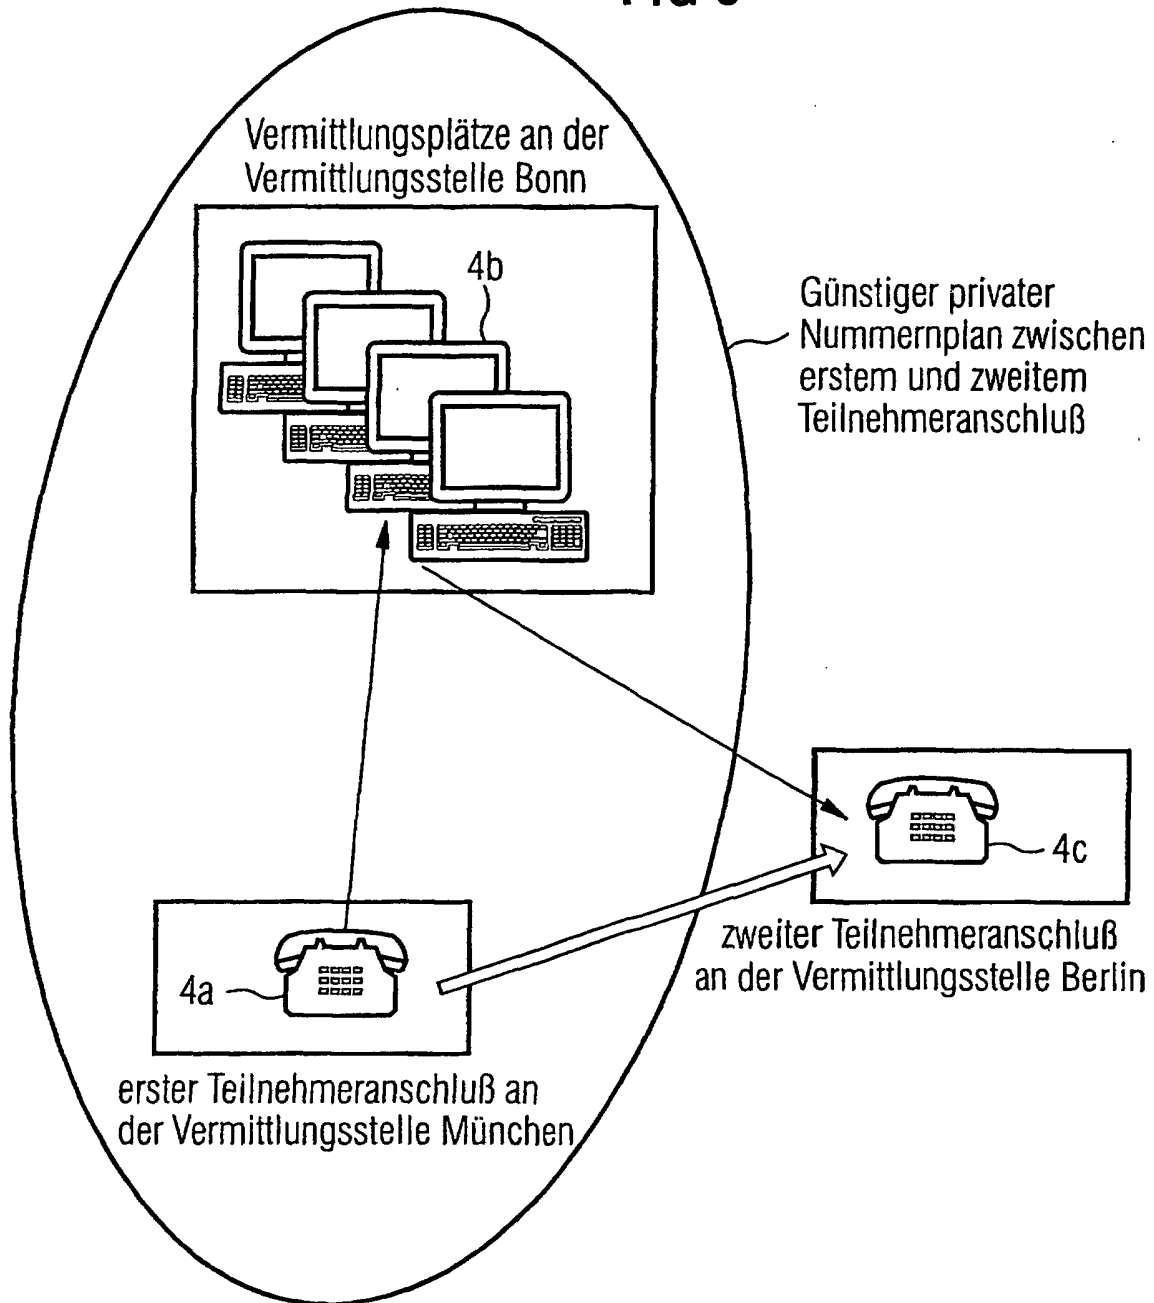 Vermittlungsplätze an der
Vermittlungsstelle Bonn
4b
Günstiger privater
Nummernplan zwischen
erstem und zweitem
Teilnehmeranschluß
4c
zweiter Teilnehmeranschluß
an der Vermittlungsstelle Berlin
4a
erster Teilnehmeranschluß an
der Vermittlungsstelle München